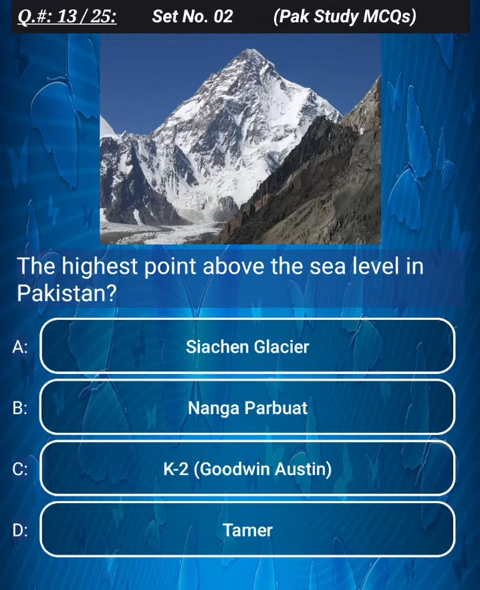 Q.#: 13 / 25: Set No. 02 (Pak Study MCQs)
The highest point above the sea level in
Pakistan?
A: Siachen Glacier
B: Nanga Parbuat
C: K-2 (Goodwin Austin)
D: Tamer